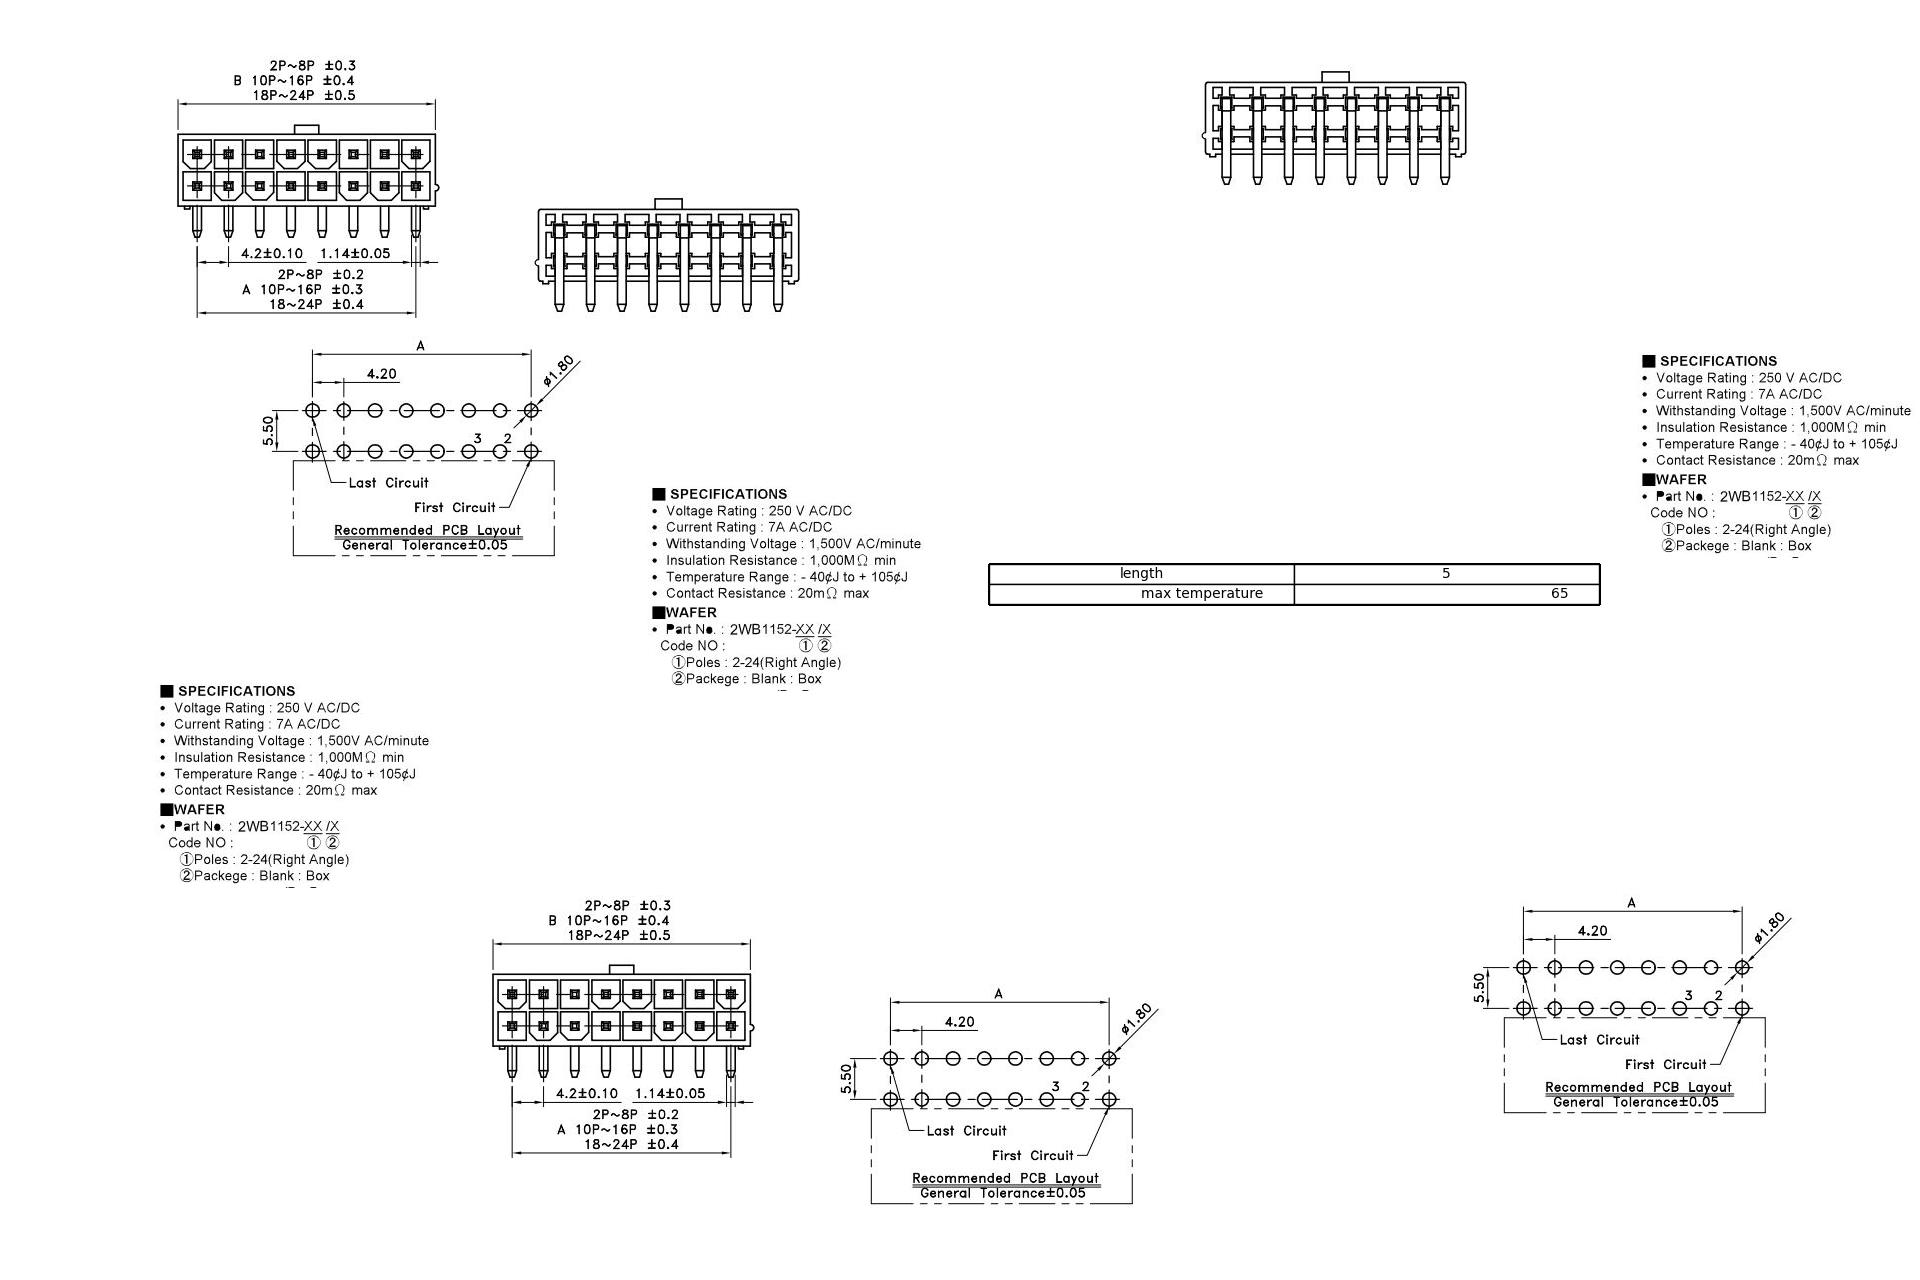 2P~8P ±0.3
B 10P~16P ±0.4
18P~24P ±0.5
4.2±0.10 1.14±0.05
2P~8P ±0.2
A 10P~16P ±0.3
18~24P ±0.4
A
4.20
ø1.80
5.50
3 2
Last Circuit
First Circuit
Recommended PCB Layout
General Tolerance±0.05
■ SPECIFICATIONS
• Voltage Rating : 250 V AC/DC
• Current Rating : 7A AC/DC
• Withstanding Voltage : 1,500V AC/minute
• Insulation Resistance : 1,000MΩ min
• Temperature Range : - 40¢J to + 105¢J
• Contact Resistance : 20mΩ max
■WAFER
• Part No. : 2WB1152-XX /X
Code NO : ① ②
①Poles : 2-24(Right Angle)
②Packege : Blank : Box
■ SPECIFICATIONS
• Voltage Rating : 250 V AC/DC
• Current Rating : 7A AC/DC
• Withstanding Voltage : 1,500V AC/minute
• Insulation Resistance : 1,000MΩ min
• Temperature Range : - 40¢J to + 105¢J
• Contact Resistance : 20mΩ max
■WAFER
• Part No. : 2WB1152-XX /X
Code NO : ① ②
①Poles : 2-24(Right Angle)
②Packege : Blank : Box
length 5
max temperature 65
■ SPECIFICATIONS
• Voltage Rating : 250 V AC/DC
• Current Rating : 7A AC/DC
• Withstanding Voltage : 1,500V AC/minute
• Insulation Resistance : 1,000MΩ min
• Temperature Range : - 40¢J to + 105¢J
• Contact Resistance : 20mΩ max
■WAFER
• Part No. : 2WB1152-XX /X
Code NO : ① ②
①Poles : 2-24(Right Angle)
②Packege : Blank : Box
2P~8P ±0.3
B 10P~16P ±0.4
18P~24P ±0.5
4.2±0.10 1.14±0.05
2P~8P ±0.2
A 10P~16P ±0.3
18~24P ±0.4
A
4.20
ø1.80
5.50
3 2
Last Circuit
First Circuit
Recommended PCB Layout
General Tolerance±0.05
A
4.20
ø1.80
5.50
3 2
Last Circuit
First Circuit
Recommended PCB Layout
General Tolerance±0.05